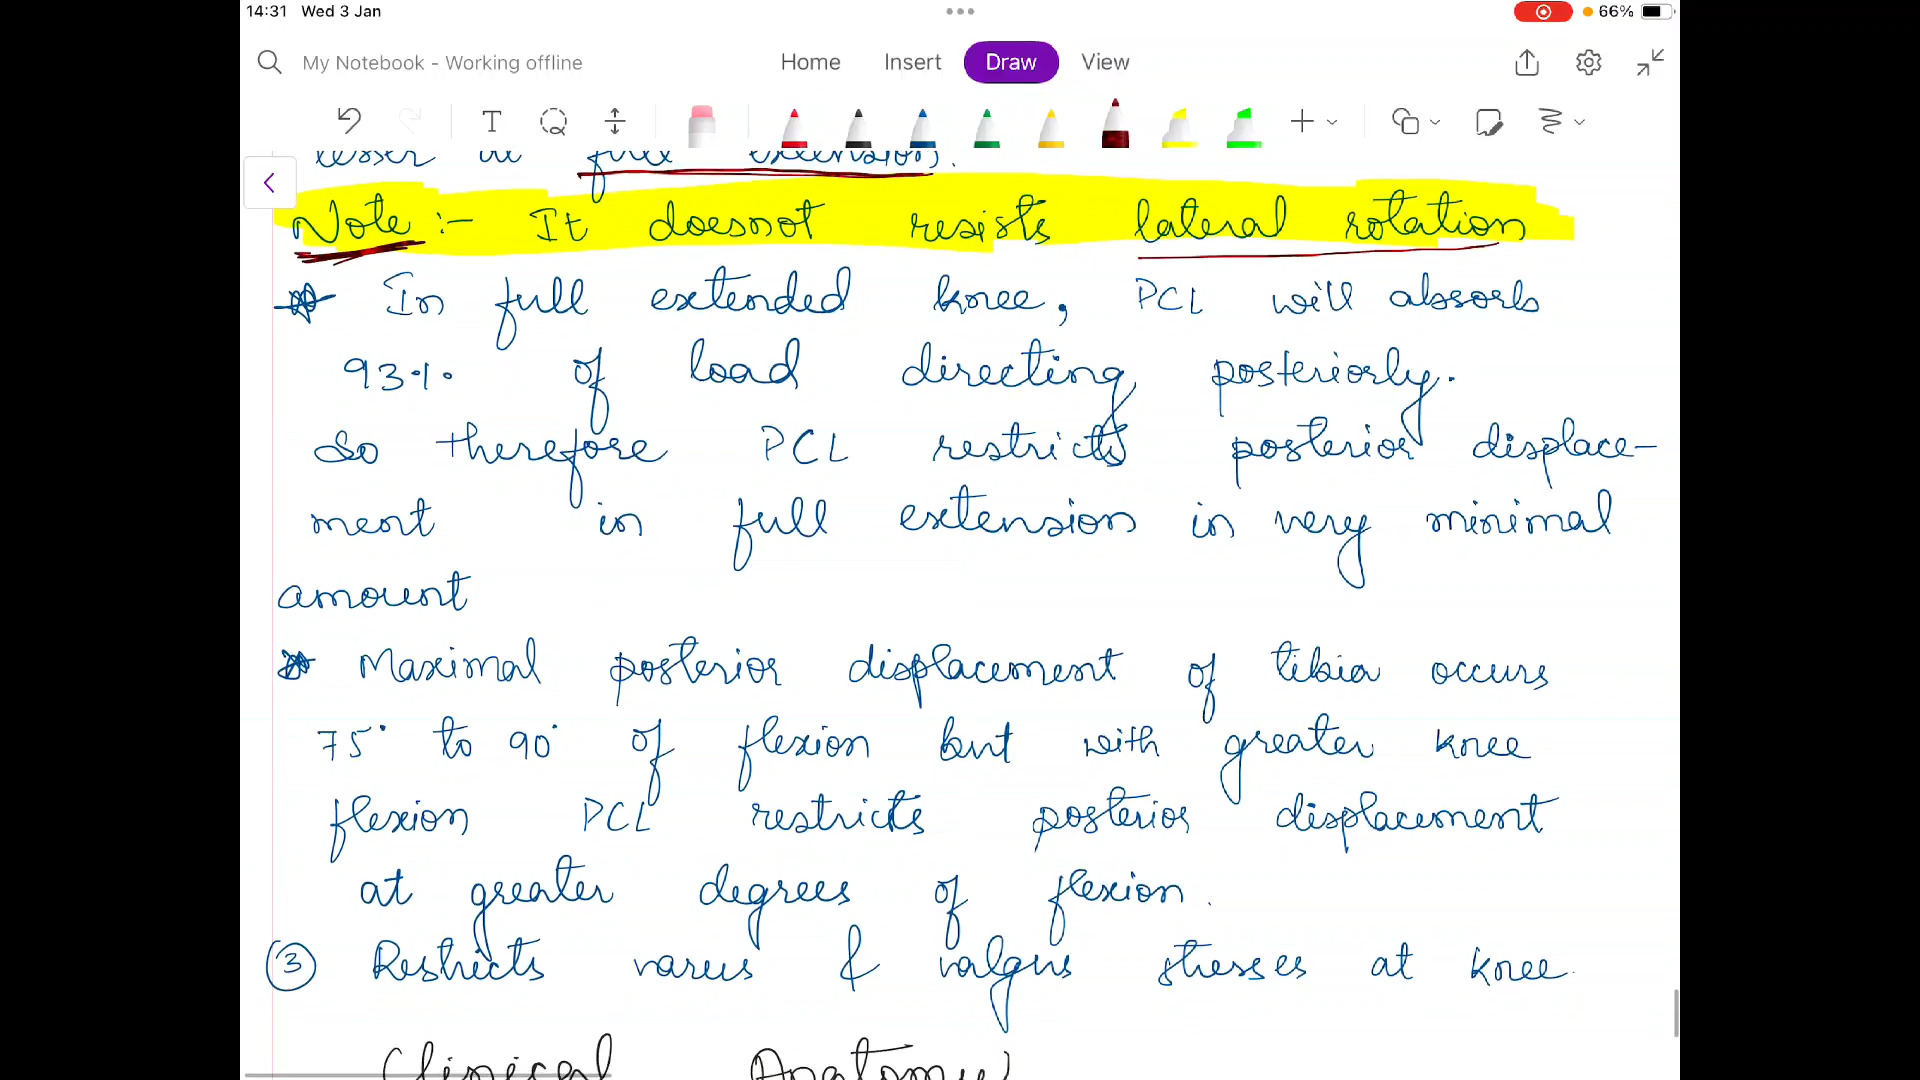 14:31 Wed 3 Jan
66%
My Notebook - Working offline
Home Insert Draw View
lesser in full extension.
Note :- It doesnot resists lateral rotation
In full extended knee, PCL will absorb
93% of load directing posteriorly.
So therefore PCL restricts posterior displace-
ment in full extension in very minimal
amount
Maximal posterior displacement of tibia occurs
75° to 90° of flexion but with greater knee
flexion PCL restricts posterior displacement
at greater degrees of flexion.
3 Restricts varus & valgus stresses at knee.
Clinical Anatomy